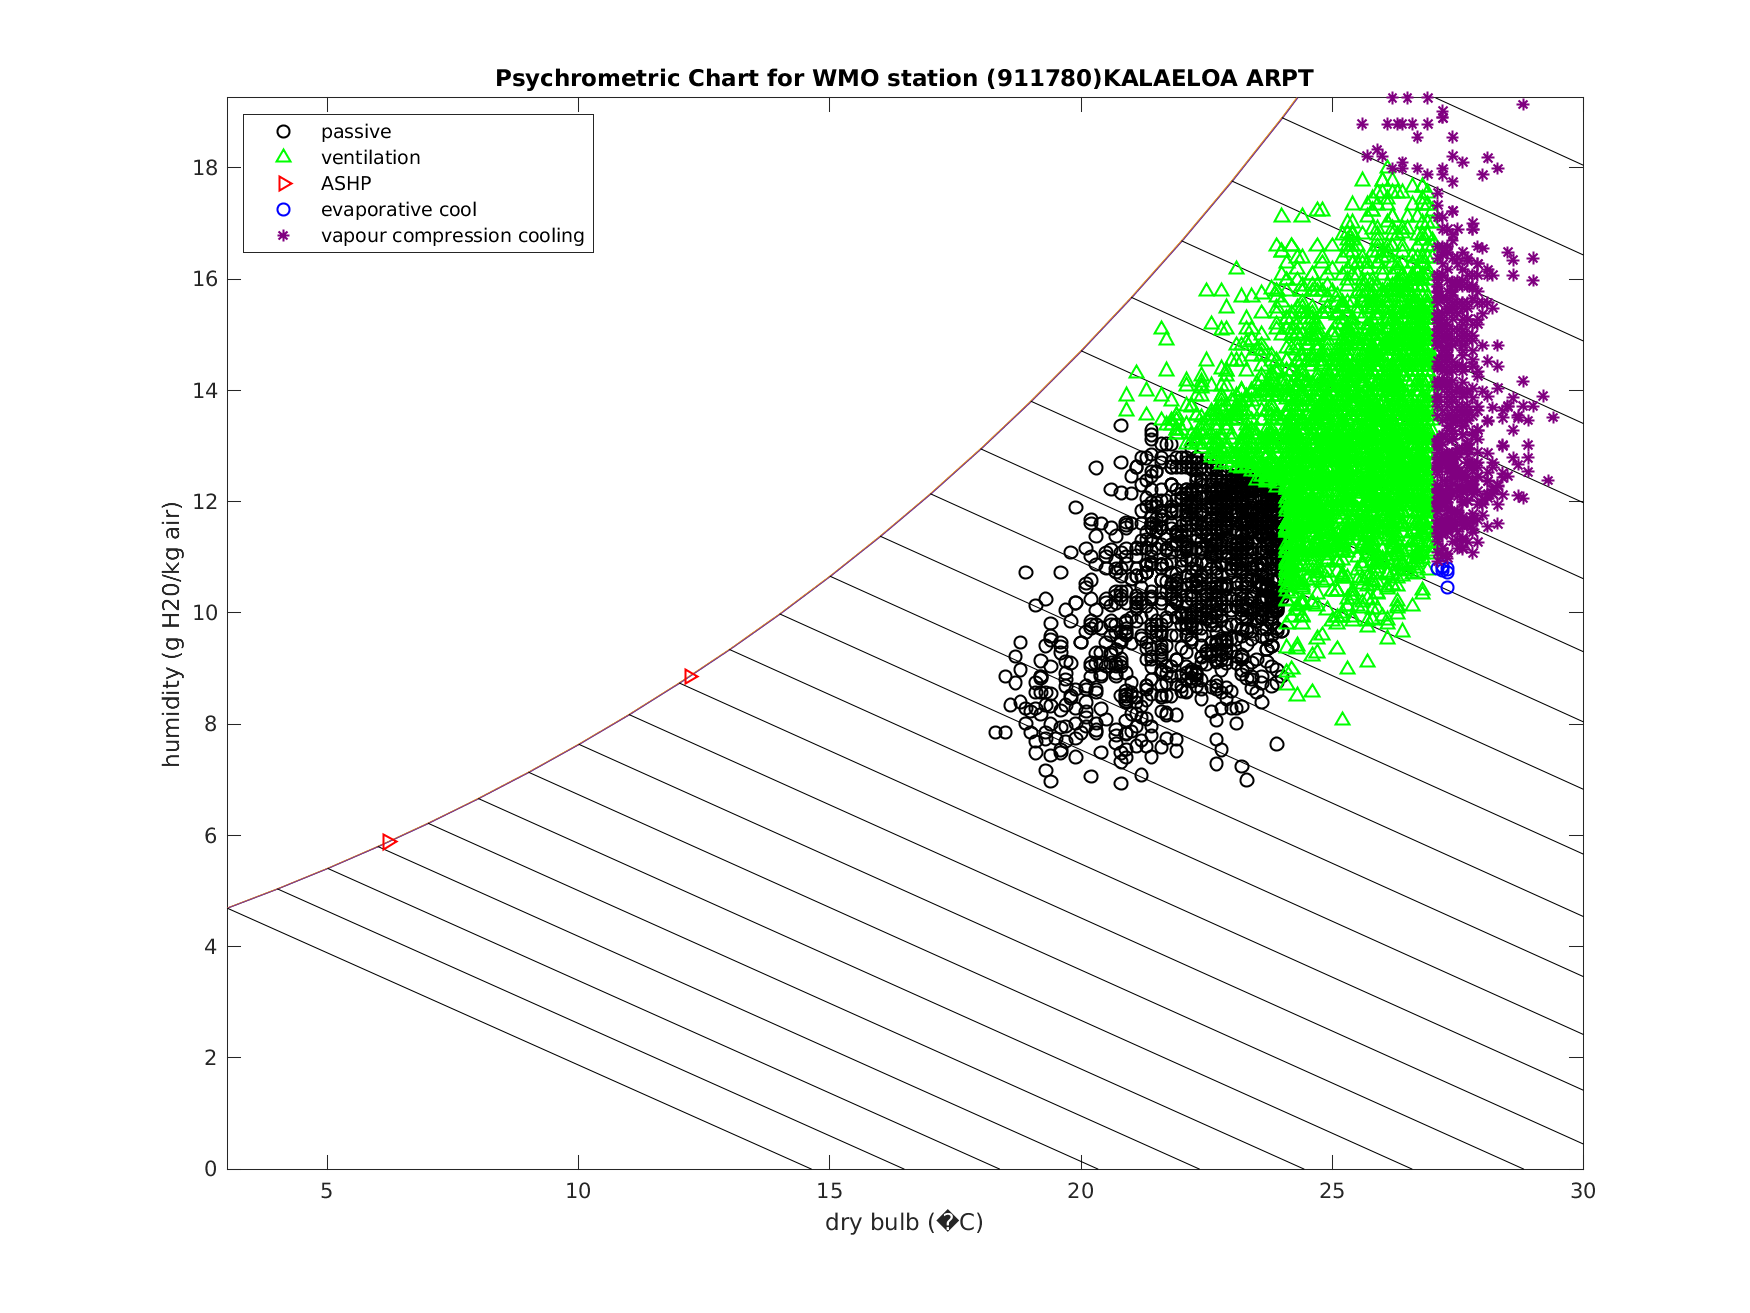 Psychrometric Chart for WMO station (911780)KALAELOA ARPT
passive
ventilation
ASHP
evaporative cool
vapour compression cooling
humidity (g H20/kg air)
18
16
14
12
10
8
6
4
2
0
5 10 15 20 25 30
dry bulb (�C)